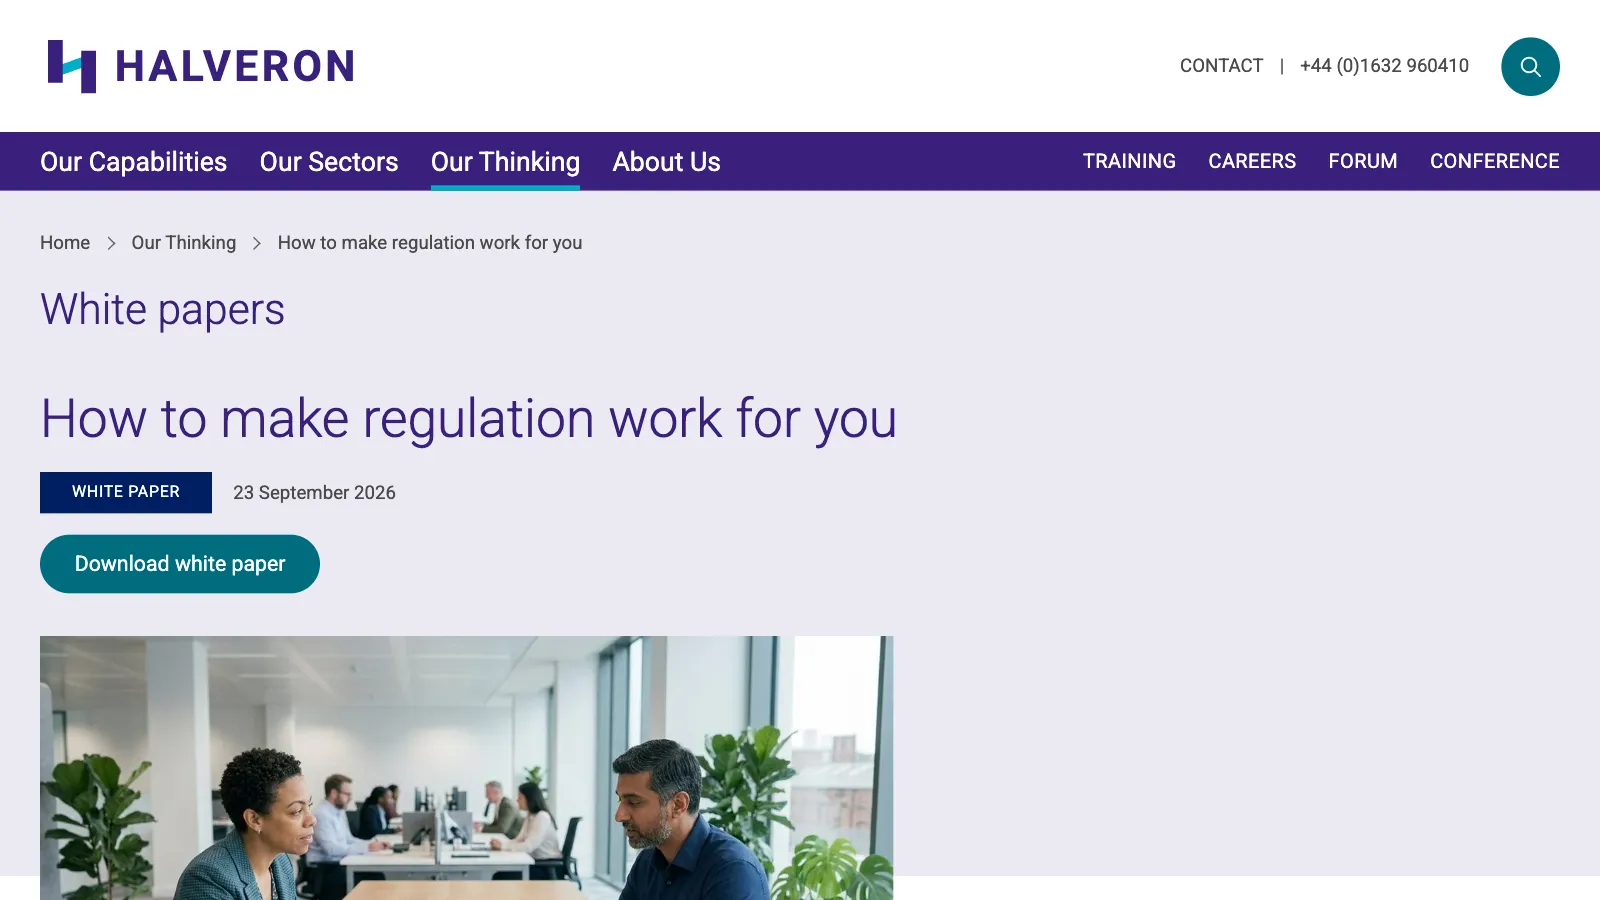 HALVERON
CONTACT | +44 (0)1632 960410
Our Capabilities Our Sectors Our Thinking About Us TRAINING CAREERS FORUM CONFERENCE
Home > Our Thinking > How to make regulation work for you
White papers
How to make regulation work for you
WHITE PAPER 23 September 2026
Download white paper